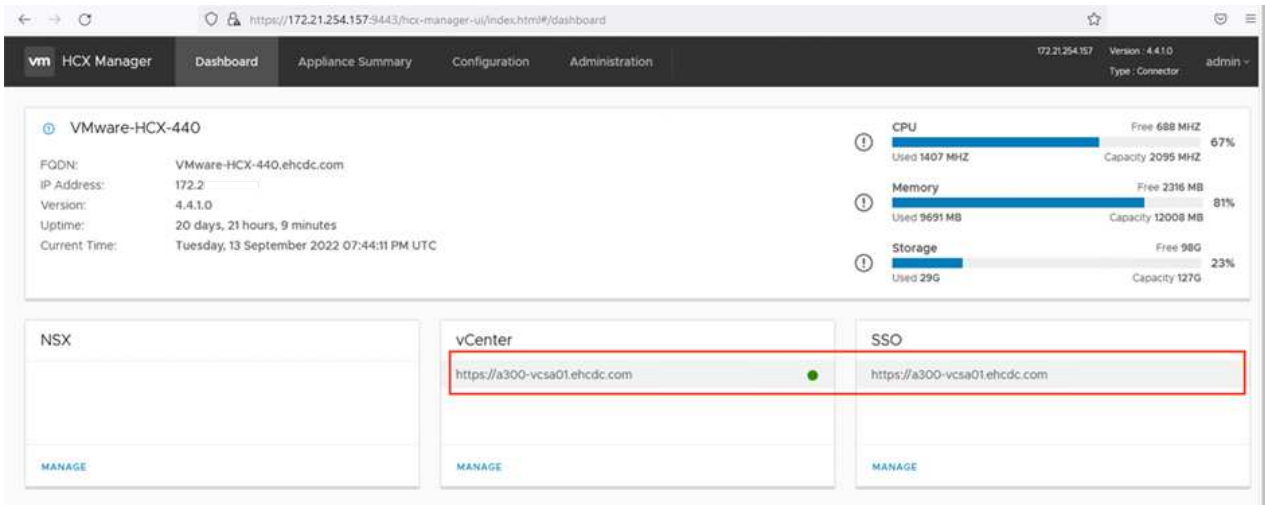 https://172.21.254.157:9443/hcx-manager-ui/index.html#/dashboard
vm HCX Manager Dashboard Appliance Summary Configuration Administration
172.21.254.157 Version : 4.4.1.0
Type : Connector
admin
VMware-HCX-440
FQDN: VMware-HCX-440.ehcdc.com
IP Address: 172.2
Version: 4.4.1.0
Uptime: 20 days, 21 hours, 9 minutes
Current Time: Tuesday, 13 September 2022 07:44:11 PM UTC
CPU Free 688 MHZ
67%
Used 1407 MHZ Capacity 2095 MHZ
Memory Free 2316 MB
81%
Used 9691 MB Capacity 12008 MB
Storage Free 98G
23%
Used 29G Capacity 127G
NSX
MANAGE
vCenter
https://a300-vcsa01.ehcdc.com
MANAGE
SSO
https://a300-vcsa01.ehcdc.com
MANAGE